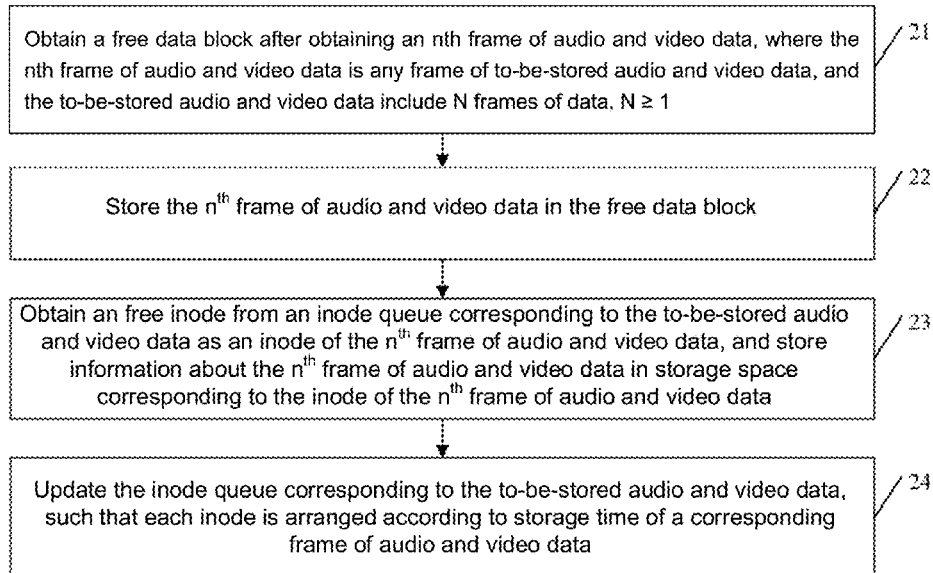 Obtain a free data block after obtaining an nth frame of audio and video data, where the
nth frame of audio and video data is any frame of to-be-stored audio and video data, and
the to-be-stored audio and video data include N frames of data, N ≥ 1
21
Store the nth frame of audio and video data in the free data block
22
Obtain an free inode from an inode queue corresponding to the to-be-stored audio
and video data as an inode of the nth frame of audio and video data, and store
information about the nth frame of audio and video data in storage space
corresponding to the inode of the nth frame of audio and video data
23
Update the inode queue corresponding to the to-be-stored audio and video data,
such that each inode is arranged according to storage time of a corresponding
frame of audio and video data
24